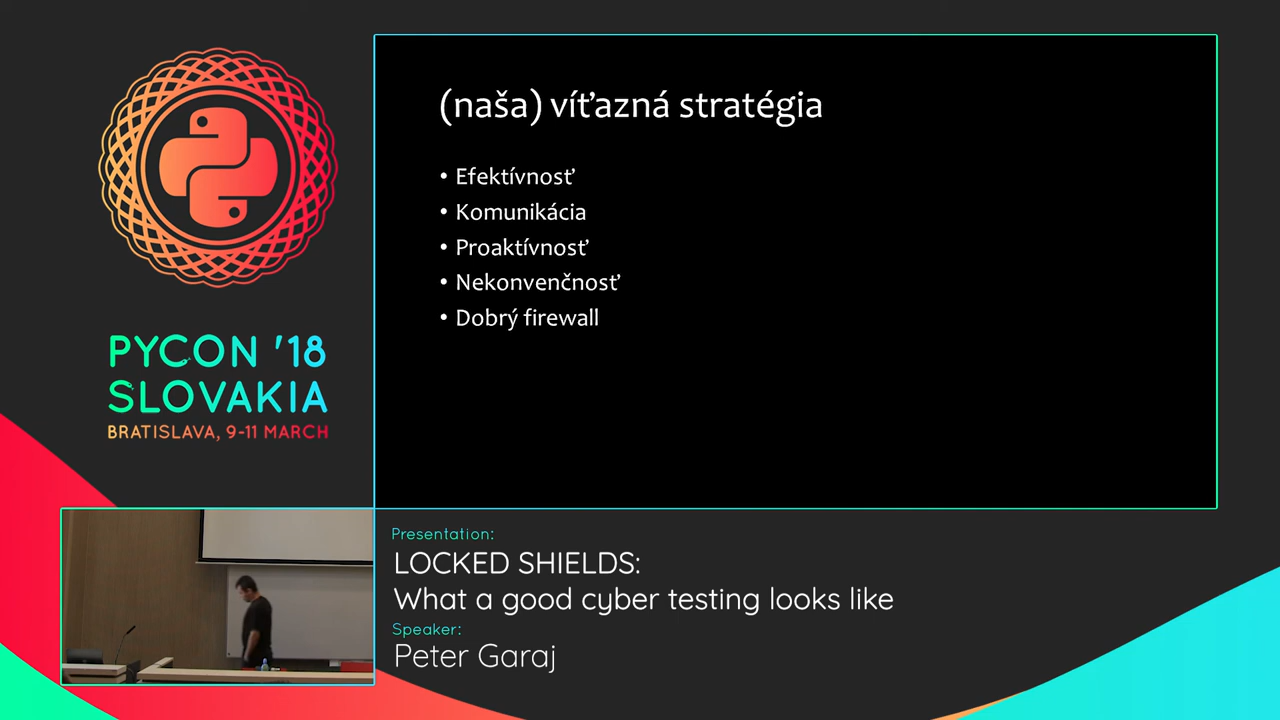 (naša) víťazná stratégia
• Efektívnosť
• Komunikácia
• Proaktívnosť
• Nekonvenčnosť
• Dobrý firewall
PYCON '18
SLOVAKIA
BRATISLAVA, 9-11 MARCH
Presentation:
LOCKED SHIELDS:
What a good cyber testing looks like
Speaker:
Peter Garaj